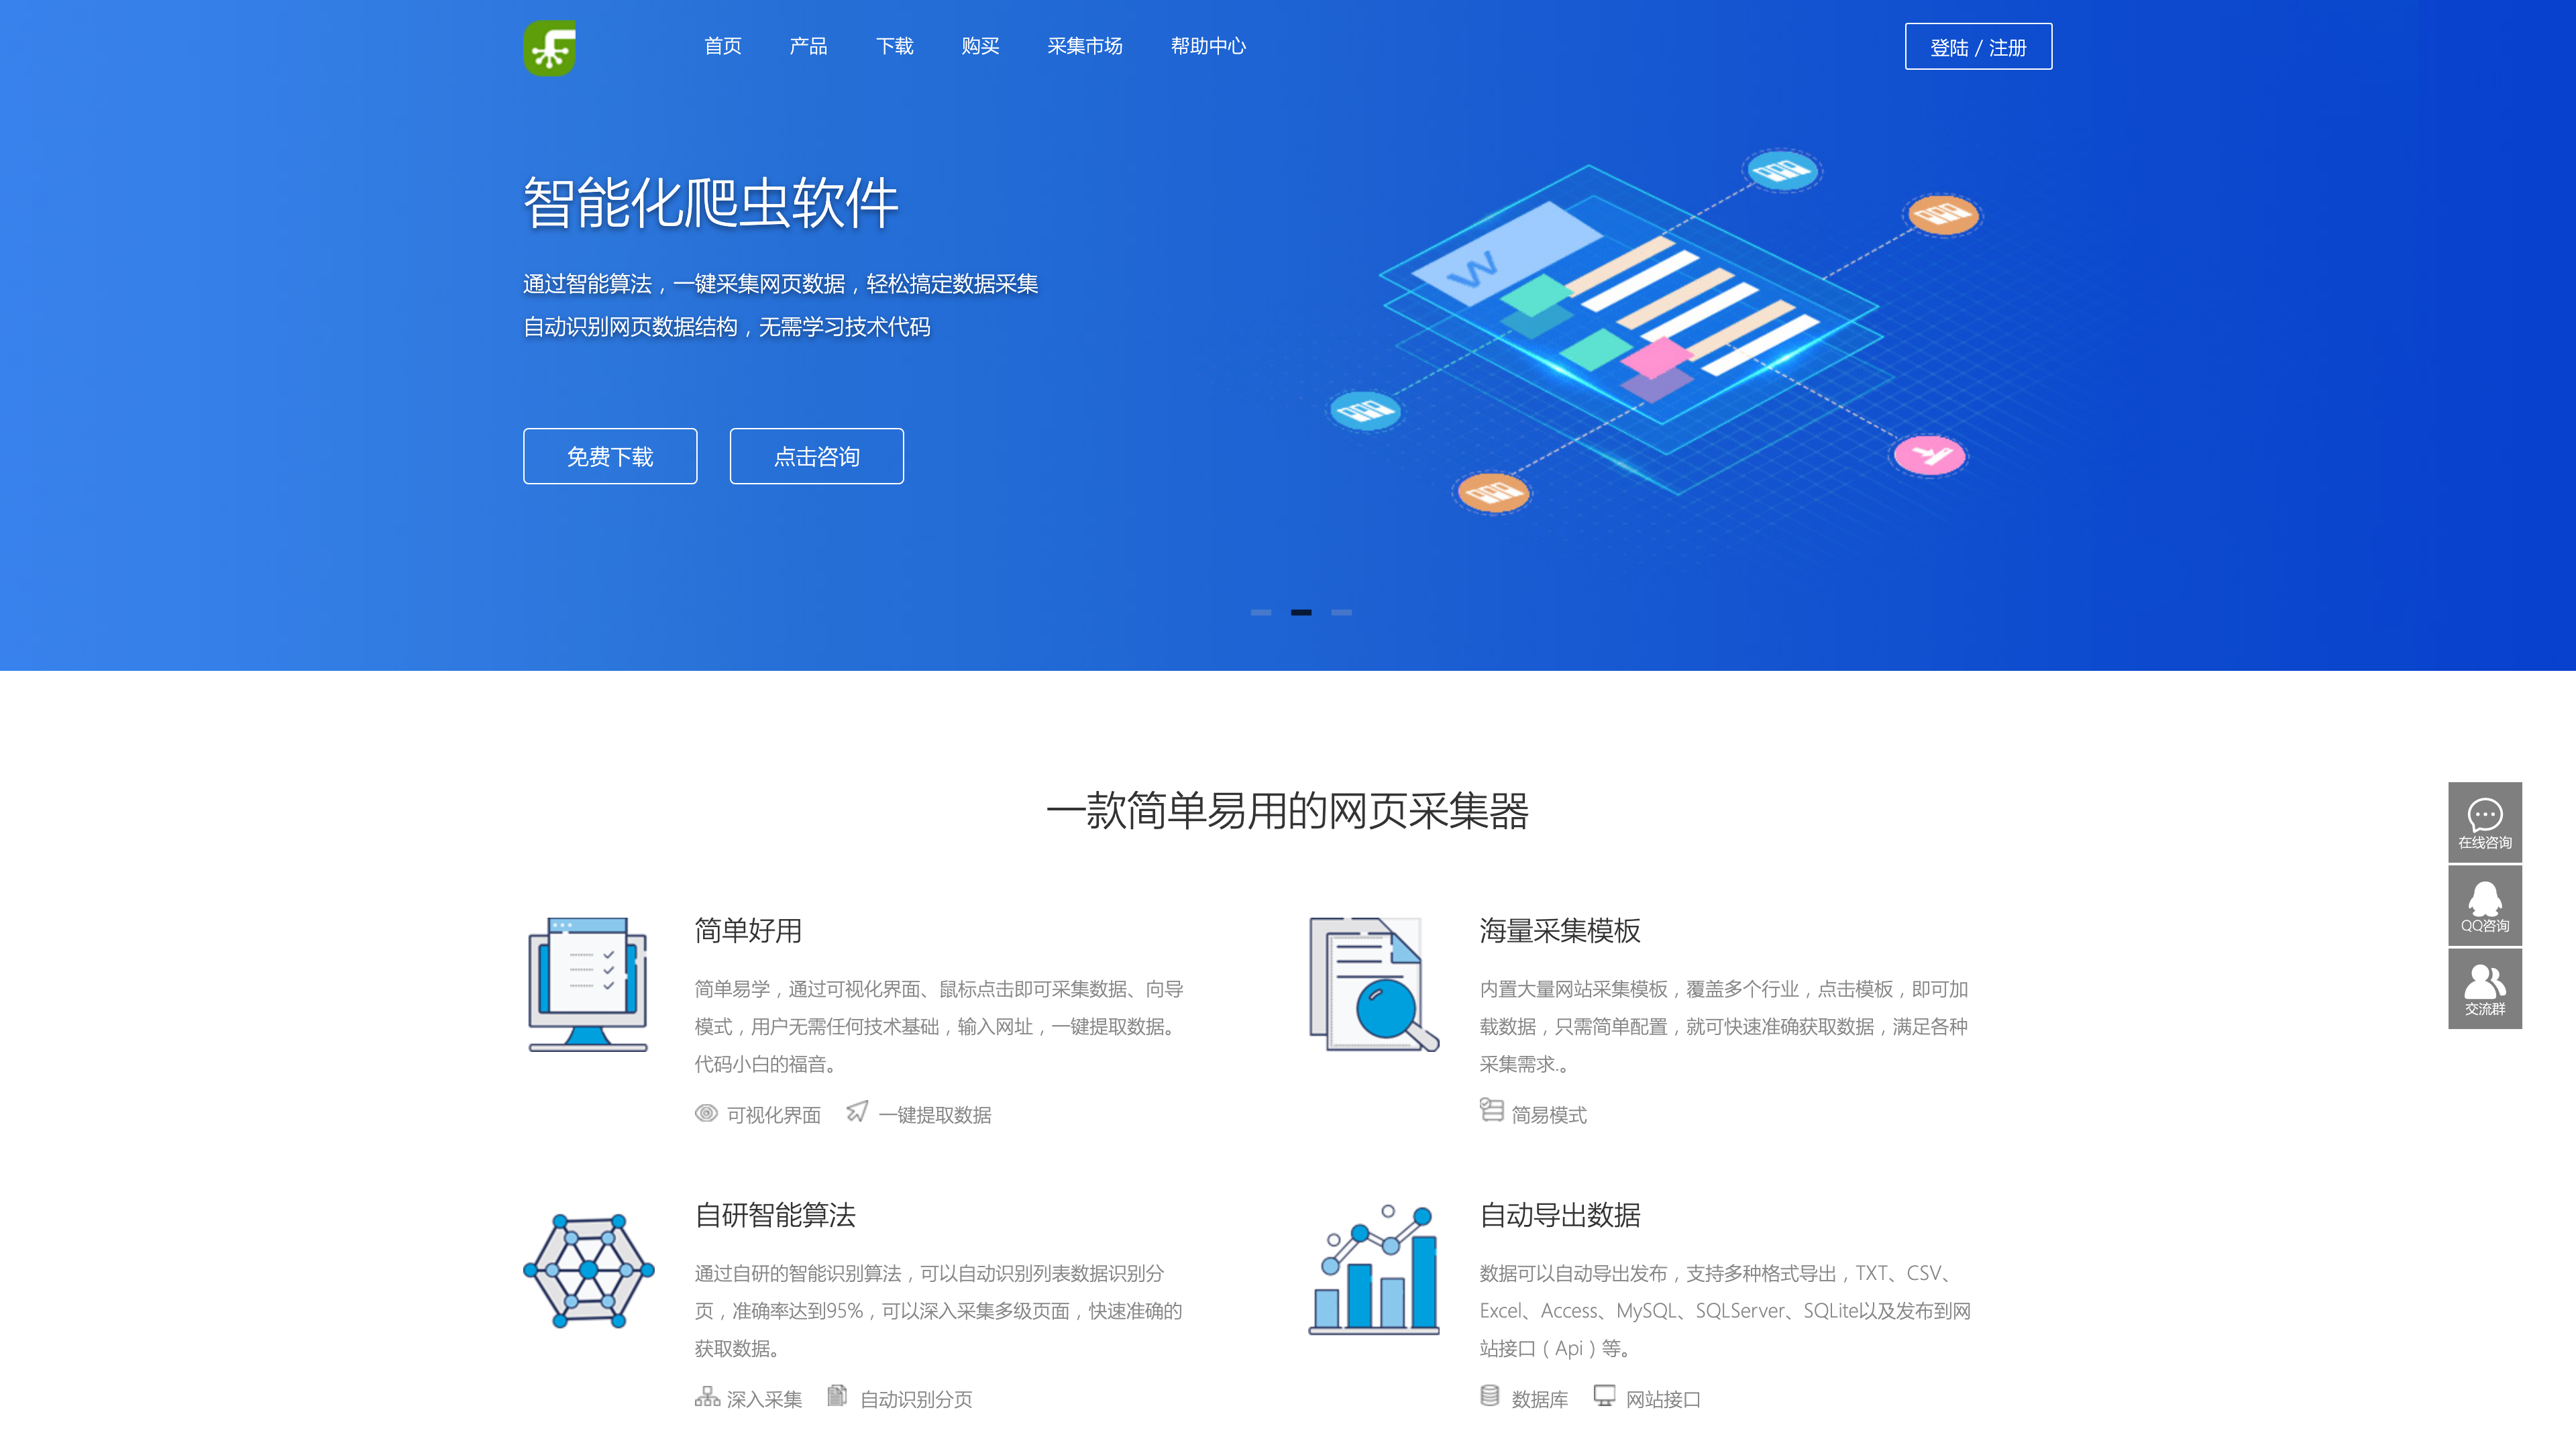 首页 产品 下载 购买 采集市场 帮助中心 登陆 / 注册
智能化爬虫软件
通过智能算法，一键采集网页数据，轻松搞定数据采集
自动识别网页数据结构，无需学习技术代码
W
免费下载 点击咨询
一款简单易用的网页采集器
在线咨询
QQ咨询
交流群
简单好用
简单易学，通过可视化界面、鼠标点击即可采集数据、向导
模式，用户无需任何技术基础，输入网址，一键提取数据。
代码小白的福音。
可视化界面 一键提取数据
海量采集模板
内置大量网站采集模板，覆盖多个行业，点击模板，即可加
载数据，只需简单配置，就可快速准确获取数据，满足各种
采集需求.。
简易模式
自研智能算法
通过自研的智能识别算法，可以自动识别列表数据识别分
页，准确率达到95%，可以深入采集多级页面，快速准确的
获取数据。
深入采集 自动识别分页
自动导出数据
数据可以自动导出发布，支持多种格式导出，TXT、CSV、
Excel、Access、MySQL、SQLServer、SQLite以及发布到网
站接口（Api）等。
数据库 网站接口